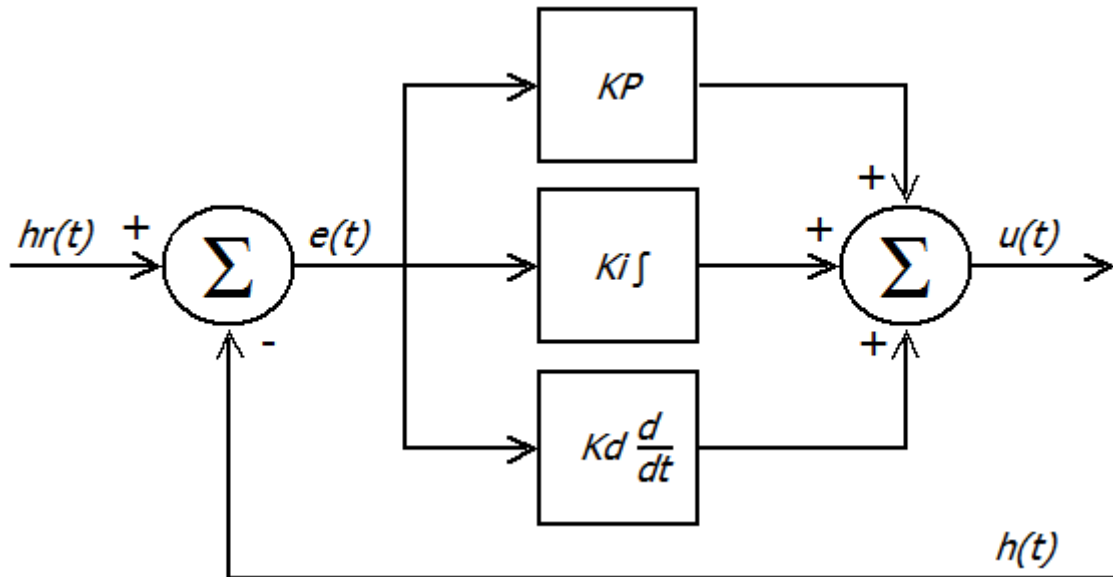 KP
+
hr(t)
+
Σ
e(t)
Ki ∫
+
Σ
u(t)
-
+
Kd d/dt
h(t)